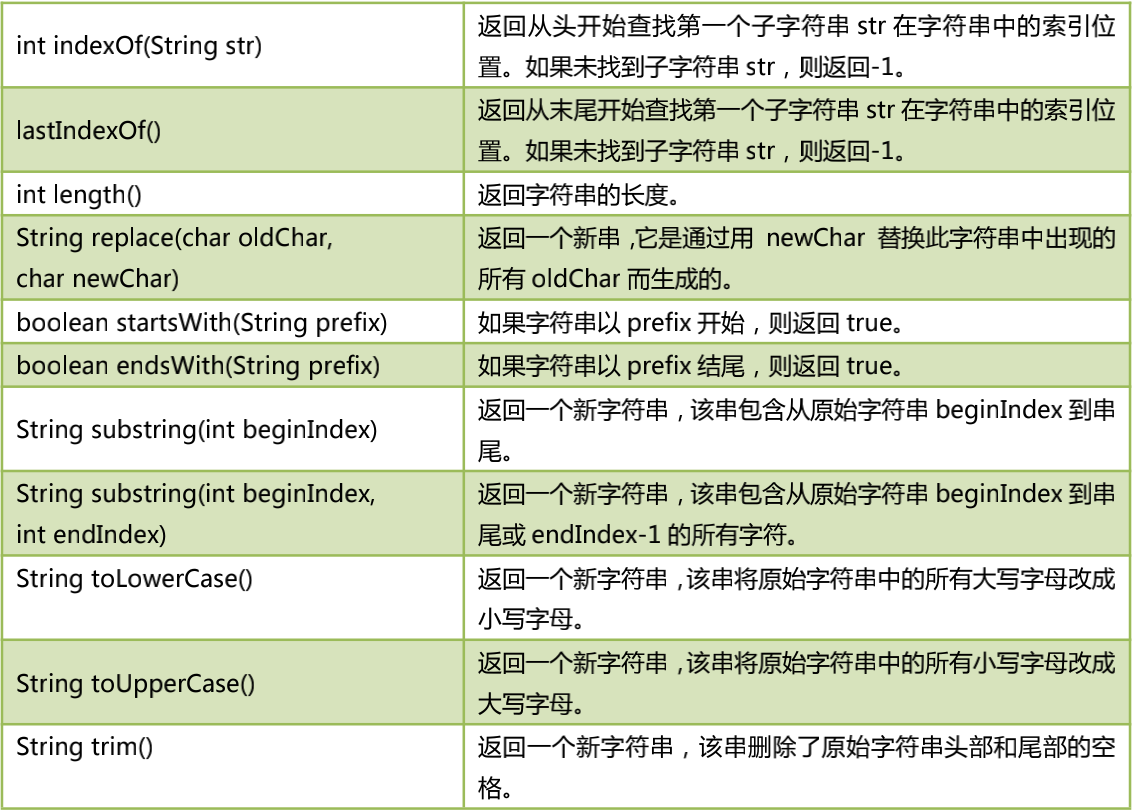 int indexOf(String str)
返回从头开始查找第一个子字符串 str 在字符串中的索引位
置。如果未找到子字符串 str，则返回-1。
lastIndexOf()
返回从末尾开始查找第一个子字符串 str 在字符串中的索引位
置。如果未找到子字符串 str，则返回-1。
int length()
返回字符串的长度。
String replace(char oldChar,
char newChar)
返回一个新串，它是通过用 newChar 替换此字符串中出现的
所有 oldChar 而生成的。
boolean startsWith(String prefix)
如果字符串以 prefix 开始，则返回 true。
boolean endsWith(String prefix)
如果字符串以 prefix 结尾，则返回 true。
String substring(int beginIndex)
返回一个新字符串，该串包含从原始字符串 beginIndex 到串
尾。
String substring(int beginIndex,
int endIndex)
返回一个新字符串，该串包含从原始字符串 beginIndex 到串
尾或 endIndex-1 的所有字符。
String toLowerCase()
返回一个新字符串，该串将原始字符串中的所有大写字母改成
小写字母。
String toUpperCase()
返回一个新字符串，该串将原始字符串中的所有小写字母改成
大写字母。
String trim()
返回一个新字符串，该串删除了原始字符串头部和尾部的空
格。